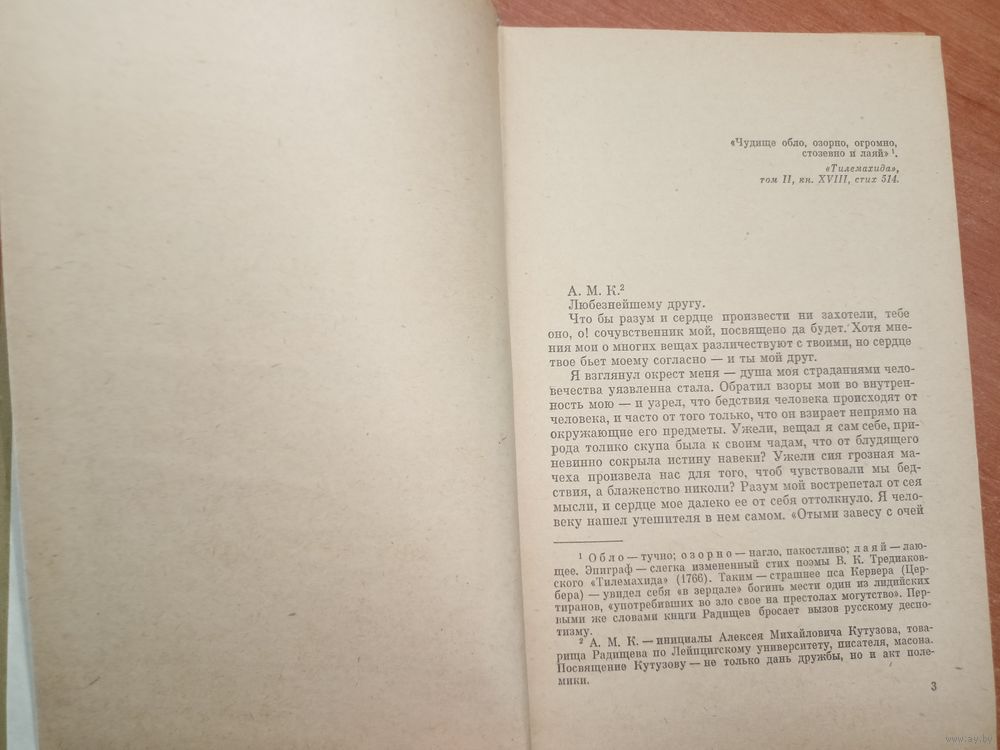 «Чудище обло, озорно, огромно,
стозевно и лаяй» ¹.
«Тилемахида»,
том II, кн. XVIII, стих 514.
А. М. К.²
Любезнейшему другу.
Что бы разум и сердце произвести ни захотели, тебе
оно, о! сочувственник мой, посвящено да будет. Хотя мне-
ния мои о многих вещах различествуют с твоими, но сердце
твое бьет моему согласно — и ты мой друг.
Я взглянул окрест меня — душа моя страданиями чело-
вечества уязвленна стала. Обратил взоры мои во внутрен-
ность мою — и узрел, что бедствия человека происходят от
человека, и часто от того только, что он взирает непрямо на
окружающие его предметы. Ужели, вещал я сам себе, при-
рода толико скупа была к своим чадам, что от блудящего
невинно сокрыла истину навеки? Ужели сия грозная ма-
чеха произвела нас для того, чтоб чувствовали мы бед-
ствия, а блаженство николи? Разум мой вострепетал от сея
мысли, и сердце мое далеко ее от себя оттолкнуло. Я чело-
веку нашел утешителя в нем самом. «Отыми завесу с очей
¹ Обло — тучно; озорно — нагло, пакостливо; лаяй — лаю-
щее. Эпиграф — слегка измененный стих поэмы В. К. Тредиаков-
ского «Тилемахида» (1766). Таким — страшнее пса Кервера (Цер-
бера) — увидел себя «в зерцале» богинь мести один из лидийских
тиранов, «употребивших во зло свое на престолах могутство». Пер-
выми же словами книги Радищев бросает вызов русскому деспо-
тизму.
² А. М. К. — инициалы Алексея Михайловича Кутузова, това-
рища Радищева по Лейпцигскому университету, писателя, масона.
Посвящение Кутузову — не только дань дружбы, но и акт поле-
мики.
3
www.ay.by